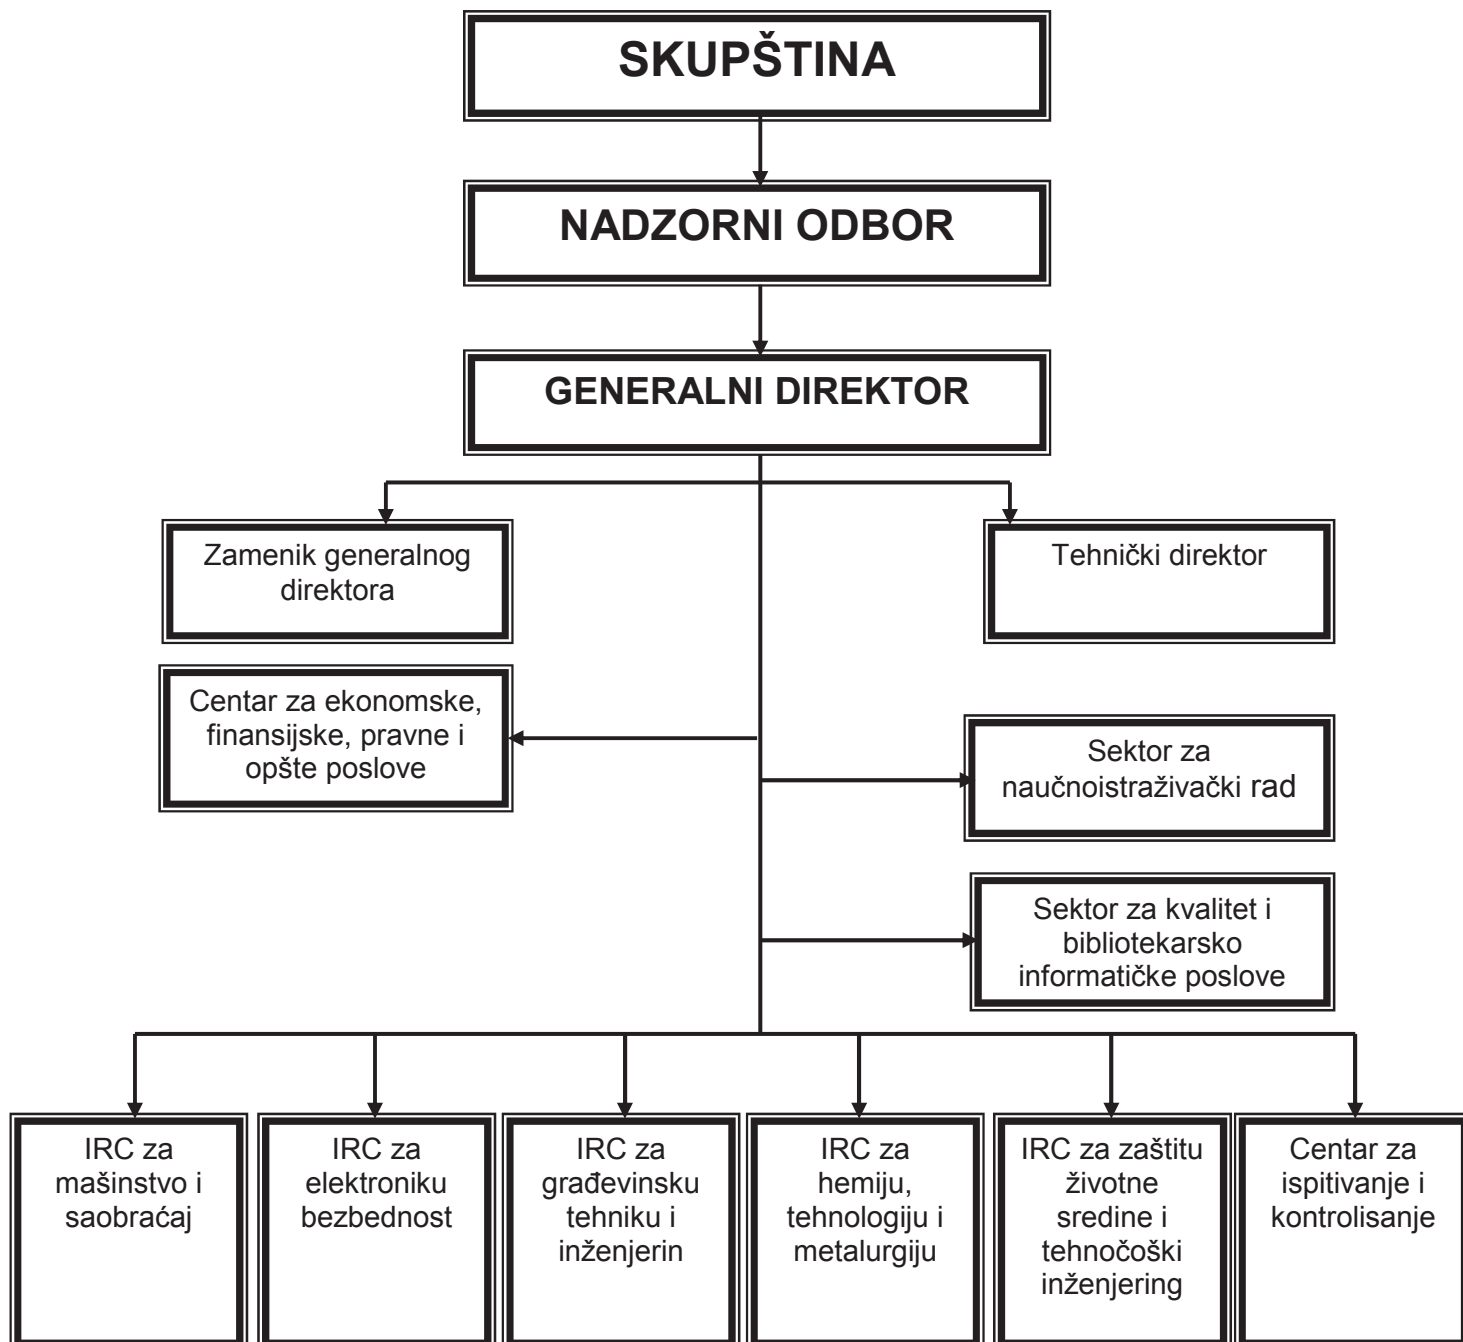 SKUPŠTINA
NADZORNI ODBOR
GENERALNI DIREKTOR
Zamenik generalnog
direktora
Tehnički direktor
Centar za ekonomske,
finansijske, pravne i
opšte poslove
Sektor za
naučnoistraživački rad
Sektor za kvalitet i
bibliotekarsko
informatičke poslove
IRC za
mašinstvo i
saobraćaj
IRC za
elektroniku
bezbednost
IRC za
građevinsku
tehniku i
inženjerin
IRC za
hemiju,
tehnologiju i
metalurgiju
IRC za zaštitu
životne
sredine i
tehnočoški
inženjering
Centar za
ispitivanje i
kontrolisanje